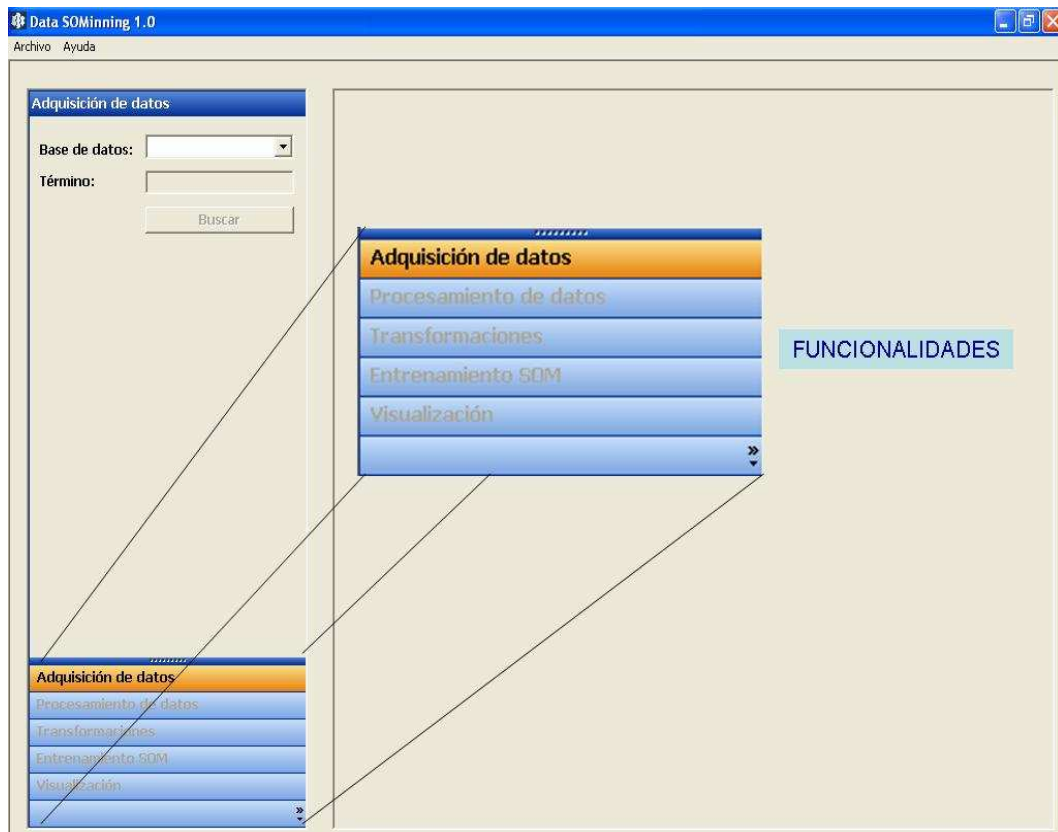 Data SOMinning 1.0
Archivo Ayuda
Adquisición de datos
Base de datos:
Término:
Buscar
Adquisición de datos
Procesamiento de datos
Transformaciones
Entrenamiento SOM
Visualización
FUNCIONALIDADES
Adquisición de datos
Procesamiento de datos
Transformaciones
Entrenamiento SOM
Visualización